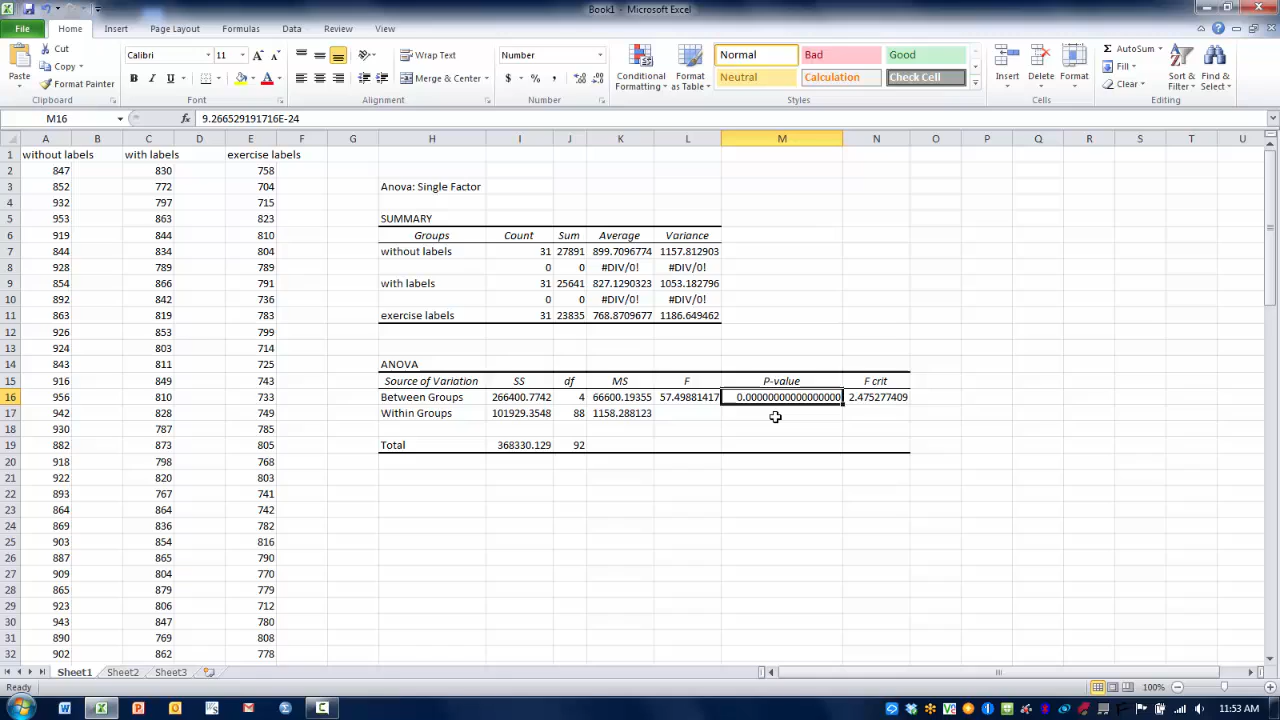 Book1 - Microsoft Excel
File Home Insert Page Layout Formulas Data Review View
Paste Cut Copy Format Painter Clipboard
Calibri 11 Font
Wrap Text Merge & Center Alignment
Number Number
Conditional Formatting Format as Table
Normal Bad Good
Neutral Calculation Check Cell
Styles
Insert Delete Format Cells
AutoSum Fill Clear Sort & Filter Find & Select Editing
M16 fx 9.266529191716E-24
A B C D E F G H I J K L M N O P Q R S T U
1 without labels with labels exercise labels
2 847 830 758
3 852 772 704 Anova: Single Factor
4 932 797 715
5 953 863 823 SUMMARY
6 919 844 810 Groups Count Sum Average Variance
7 844 834 804 without labels 31 27891 899.7096774 1157.812903
8 928 789 789 0 0 #DIV/0! #DIV/0!
9 854 866 791 with labels 31 25641 827.1290323 1053.182796
10 892 842 736 0 0 #DIV/0! #DIV/0!
11 863 819 783 exercise labels 31 23835 768.8709677 1186.649462
12 926 853 799
13 924 803 714
14 843 811 725 ANOVA
15 916 849 743 Source of Variation SS df MS F P-value F crit
16 956 810 733 Between Groups 266400.7742 4 66600.19355 57.49881417 0.00000000000000000 2.475277409
17 942 828 749 Within Groups 101929.3548 88 1158.288123
18 930 787 785
19 882 873 805 Total 368330.129 92
20 918 798 768
21 922 820 803
22 893 767 741
23 864 864 742
24 869 836 782
25 903 854 816
26 887 865 790
27 909 804 770
28 865 879 779
29 923 806 712
30 943 847 780
31 890 769 808
32 902 862 778
Sheet1 Sheet2 Sheet3
Ready 100%
11:53 AM